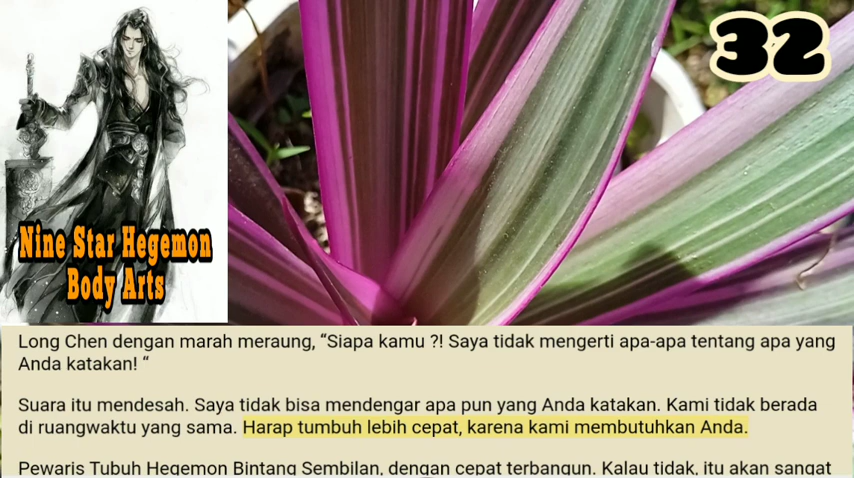 32
Nine Star Hegemon
Body Arts
Long Chen dengan marah meraung, “Siapa kamu ?! Saya tidak mengerti apa-apa tentang apa yang
Anda katakan! “
Suara itu mendesah. Saya tidak bisa mendengar apa pun yang Anda katakan. Kami tidak berada
di ruangwaktu yang sama. Harap tumbuh lebih cepat, karena kami membutuhkan Anda.
Pewaris Tubuh Hegemon Bintang Sembilan, dengan cepat terbangun. Kalau tidak, itu akan sangat